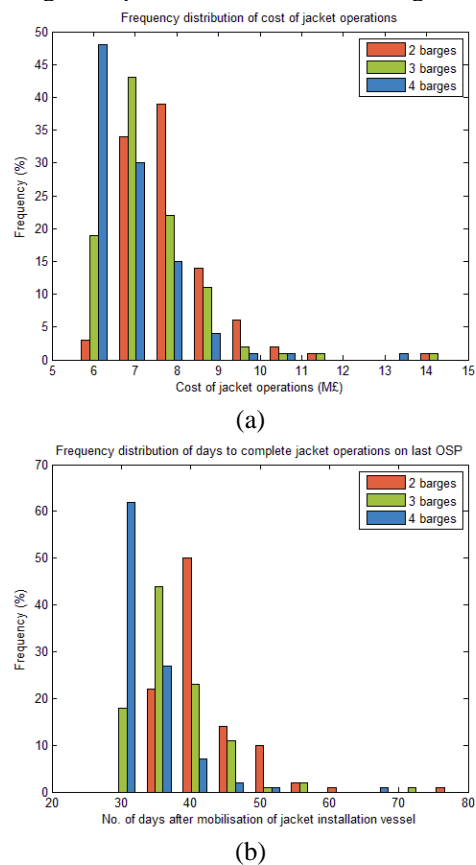 Frequency distribution of cost of jacket operations
50
45
40
35
30
25
20
15
10
5
0
Frequency (%)
2 barges
3 barges
4 barges
5 6 7 8 9 10 11 12 13 14 15
Cost of jacket operations (M£)
(a)
Frequency distribution of days to complete jacket operations on last OSP
70
60
50
40
30
20
10
0
Frequency (%)
2 barges
3 barges
4 barges
20 30 40 50 60 70 80
No. of days after mobilisation of jacket installation vessel
(b)